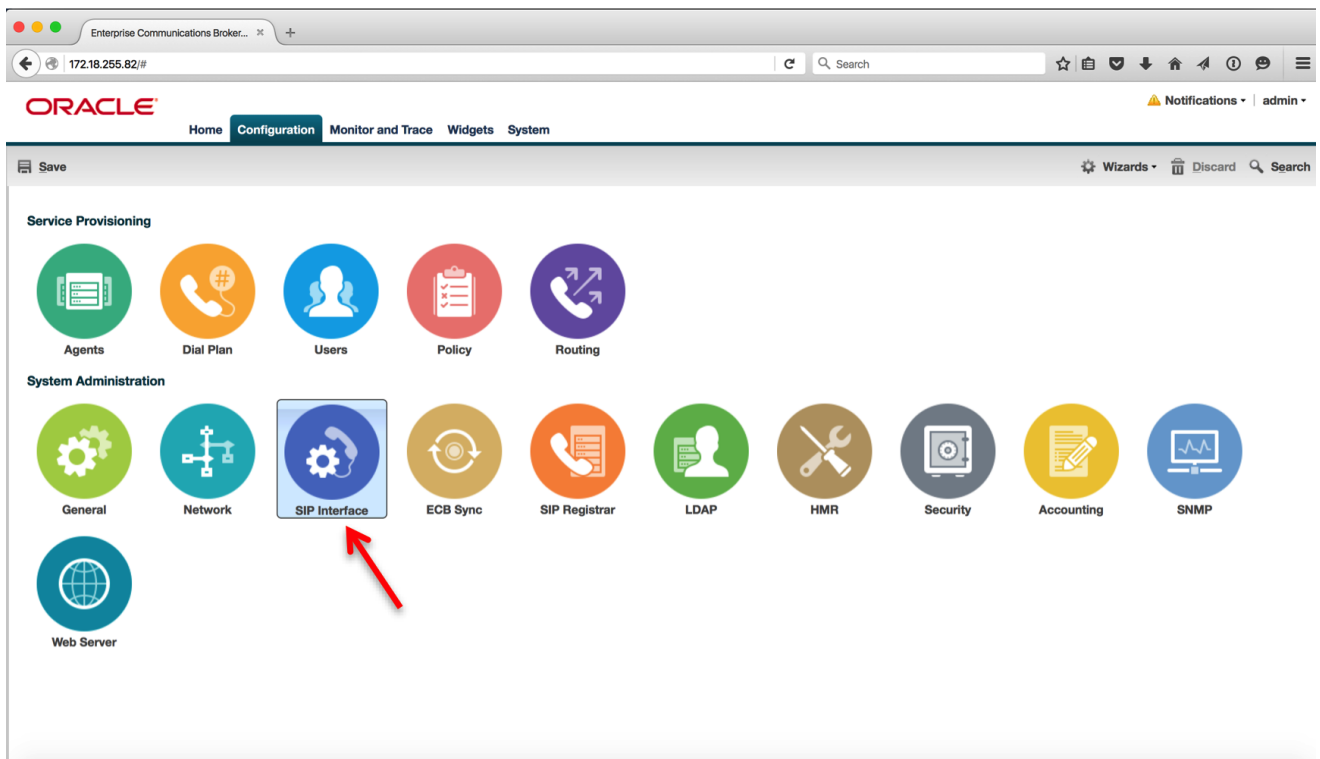 Enterprise Communications Broker...
172.18.255.82/#
Search
ORACLE
Notifications
admin
Home Configuration Monitor and Trace Widgets System
Save
Wizards Discard Search
Service Provisioning
#
Agents Dial Plan Users Policy Routing
System Administration
General Network SIP Interface ECB Sync SIP Registrar LDAP HMR Security Accounting SNMP
Web Server